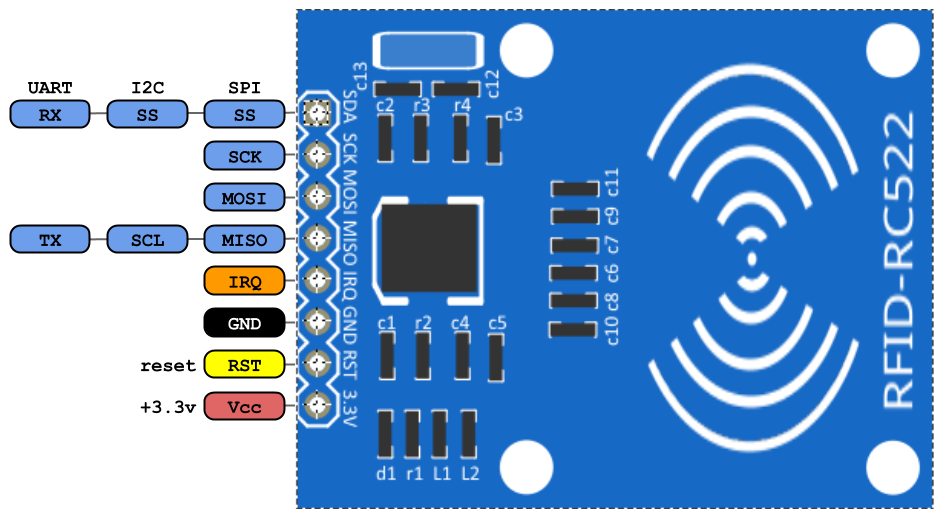 UART I2C SPI
RX SS SS
SCK
MOSI
TX SCL MISO
IRQ
GND
reset RST
+3.3v Vcc
SDA SCK MOSI MISO IRQ GND RST 3.3V
c13 c12
c2 r3 r4 c3
c11
c9
c7
c6
c8
c10
c1 r2 c4 c5
d1 r1 L1 L2
RFID-RC522